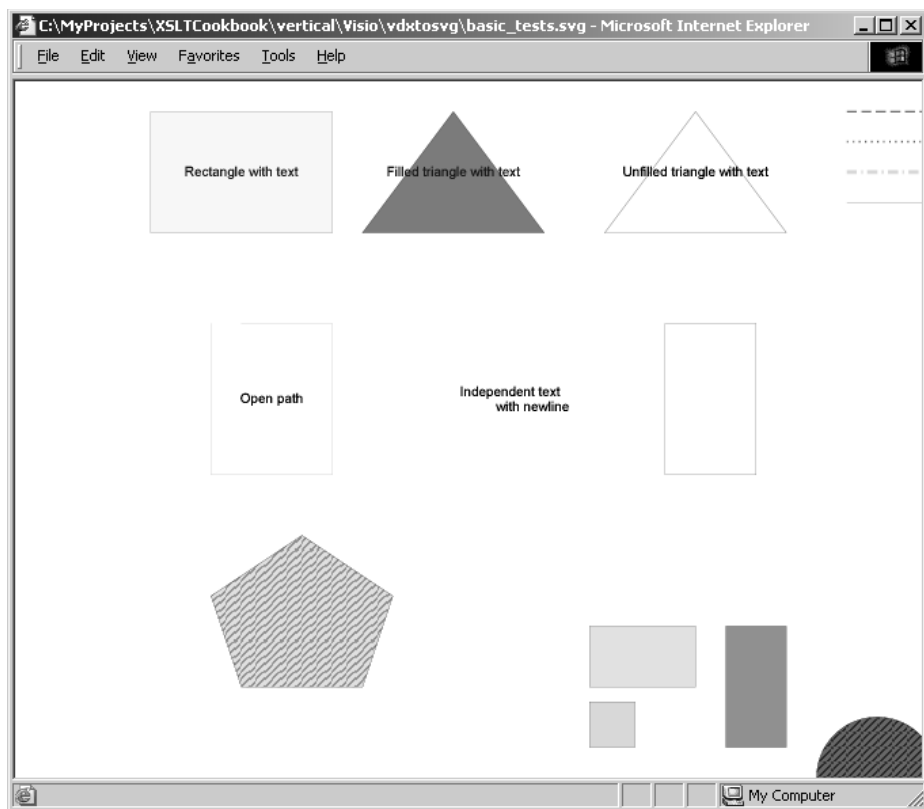 C:\MyProjects\XSLTCookbook\vertical\Visio\vdxtosvg\basic_tests.svg - Microsoft Internet Explorer
File Edit View Favorites Tools Help
Rectangle with text
Filled triangle with text
Unfilled triangle with text
Open path
Independent text
with newline
My Computer